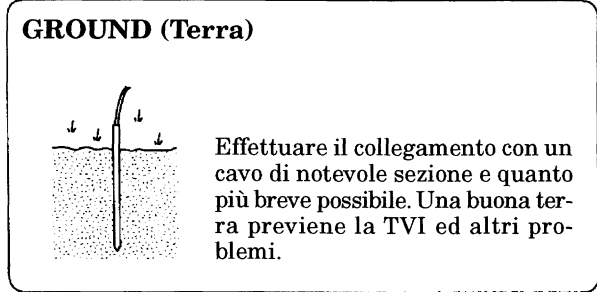 GROUND (Terra)
Effettuare il collegamento con un
cavo di notevole sezione e quanto
più breve possibile. Una buona ter-
ra previene la TVI ed altri pro-
blemi.